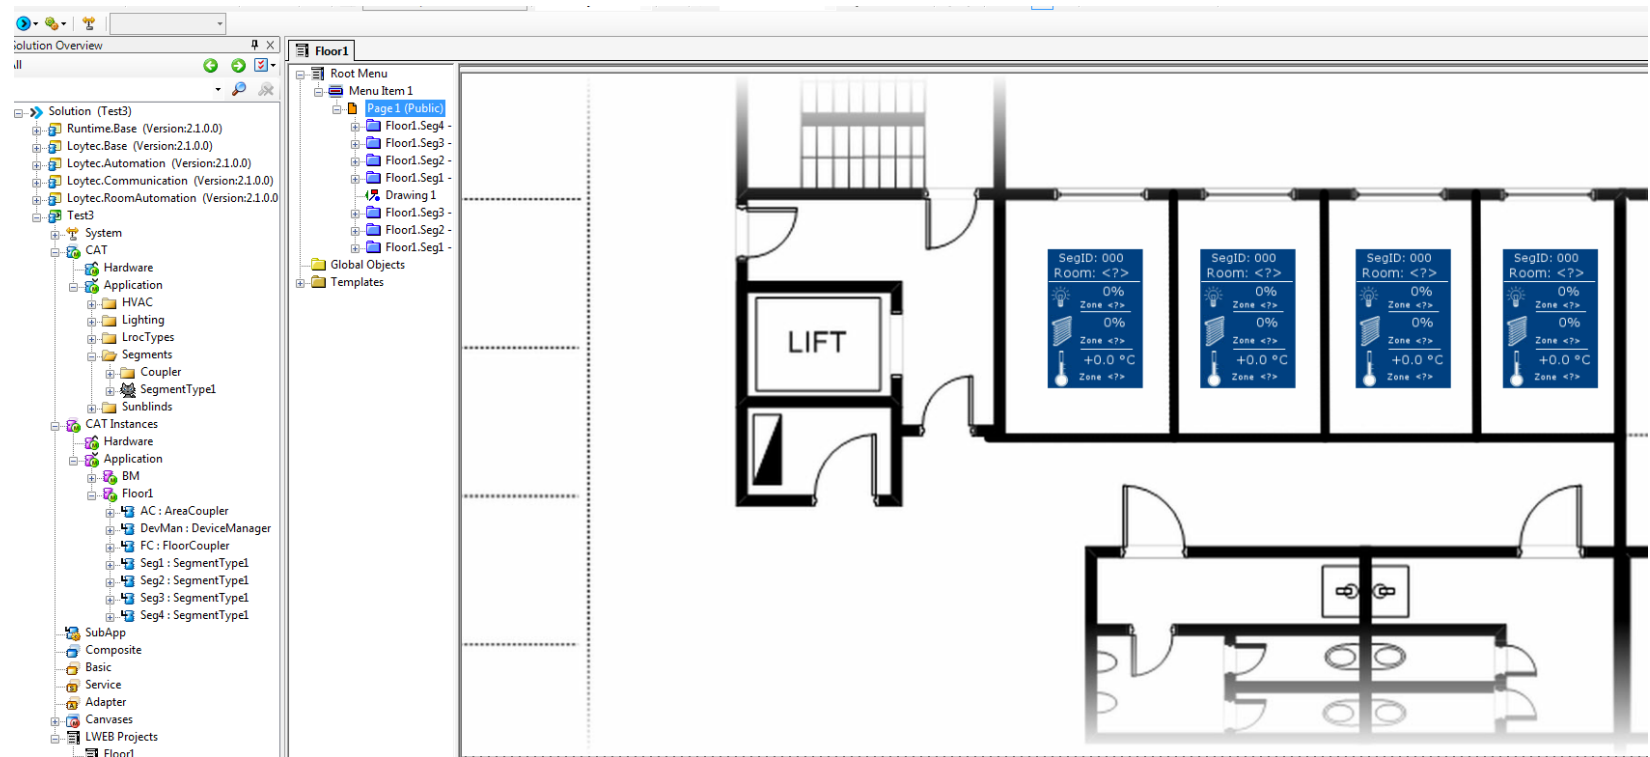 Solution Overview
Solution (Test3)
Runtime.Base (Version:2.1.0.0)
Loytec.Base (Version:2.1.0.0)
Loytec.Automation (Version:2.1.0.0)
Loytec.Communication (Version:2.1.0.0)
Loytec.RoomAutomation (Version:2.1.0.0
Test3
System
CAT
Hardware
Application
HVAC
Lighting
LrocTypes
Segments
Coupler
SegmentType1
Sunblinds
CAT Instances
Hardware
Application
BM
Floor1
AC : AreaCoupler
DevMan : DeviceManager
FC : FloorCoupler
Seg1 : SegmentType1
Seg2 : SegmentType1
Seg3 : SegmentType1
Seg4 : SegmentType1
SubApp
Composite
Basic
Service
Adapter
Canvases
LWEB Projects
Floor1
Floor1
Root Menu
Menu Item 1
Page 1 (Public)
Floor1.Seg4 -
Floor1.Seg3 -
Floor1.Seg2 -
Floor1.Seg1 -
Drawing 1
Floor1.Seg3 -
Floor1.Seg2 -
Floor1.Seg1 -
Global Objects
Templates
LIFT
SegID: 000
Room: <?>
0%
Zone <?>
0%
Zone <?>
+0.0 °C
Zone <?>
SegID: 000
Room: <?>
0%
Zone <?>
0%
Zone <?>
+0.0 °C
Zone <?>
SegID: 000
Room: <?>
0%
Zone <?>
0%
Zone <?>
+0.0 °C
Zone <?>
SegID: 000
Room: <?>
0%
Zone <?>
0%
Zone <?>
+0.0 °C
Zone <?>